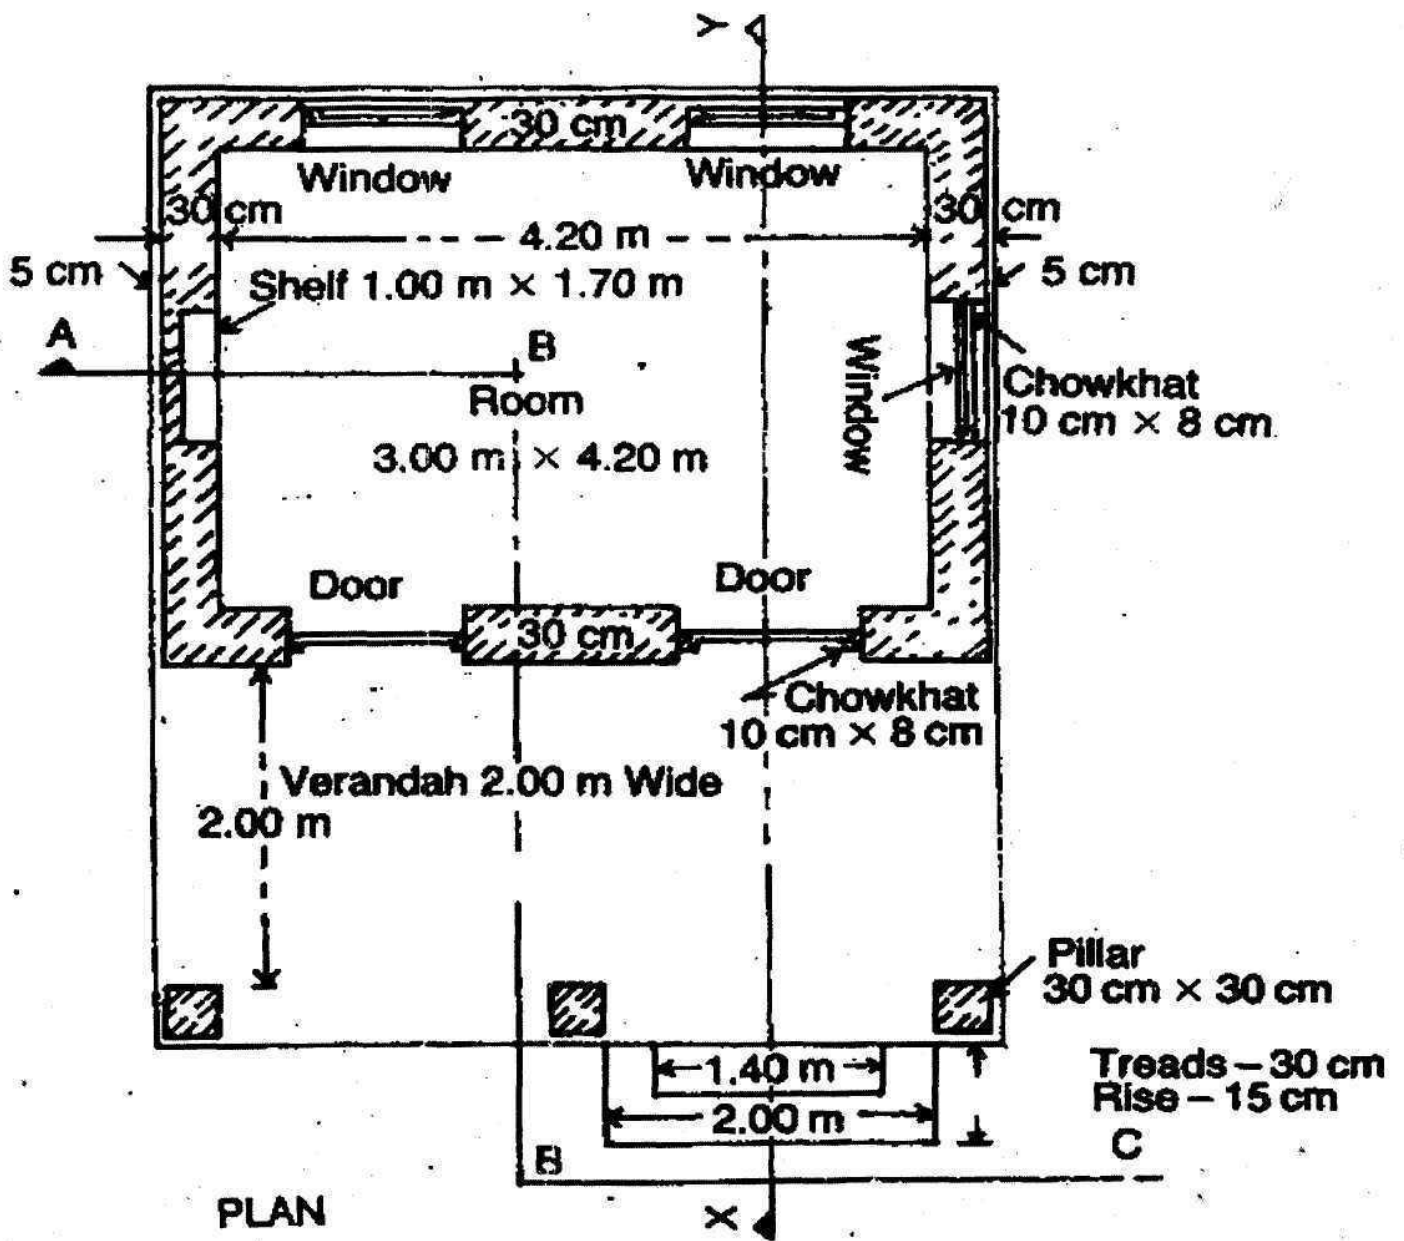 Y
30 cm
Window
Window
30 cm
30 cm
4.20 m
5 cm
5 cm
Shelf 1.00 m × 1.70 m
A
B
Window
Room
Chowkhat
10 cm × 8 cm
3.00 m × 4.20 m
Door
Door
30 cm
Chowkhat
10 cm × 8 cm
Verandah 2.00 m Wide
2.00 m
Pillar
30 cm × 30 cm
1.40 m
Treads – 30 cm
Rise – 15 cm
2.00 m
B
C
X
PLAN